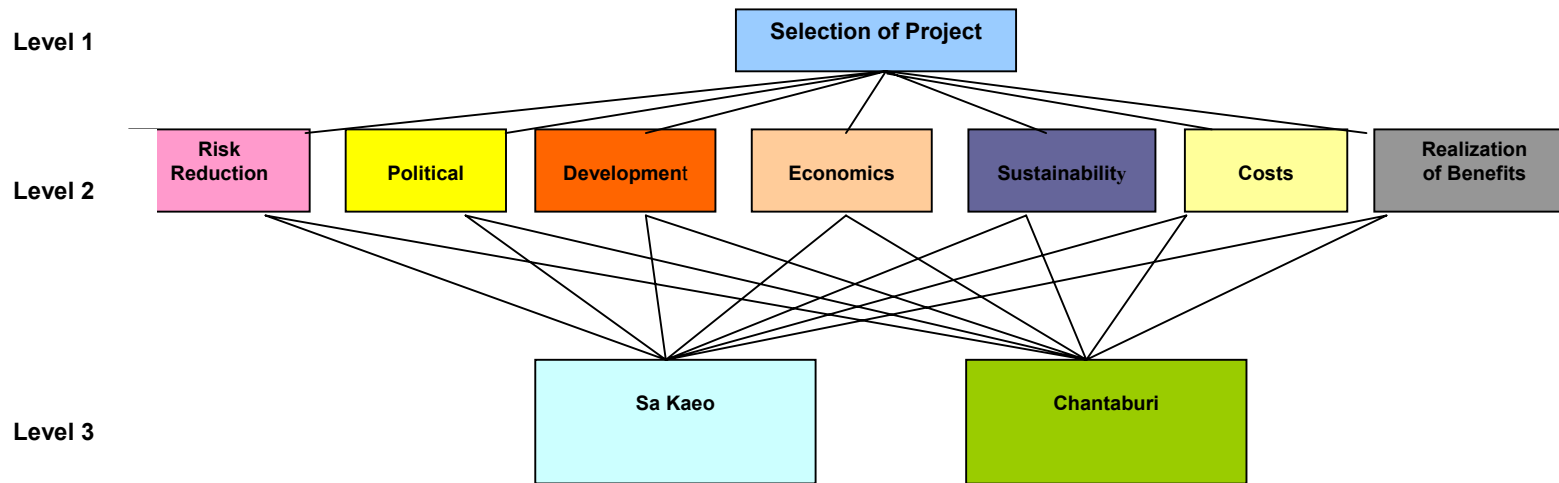 Level 1
Selection of Project
Level 2
Risk
Reduction
Political
Development
Economics
Sustainability
Costs
Realization
of Benefits
Level 3
Sa Kaeo
Chantaburi